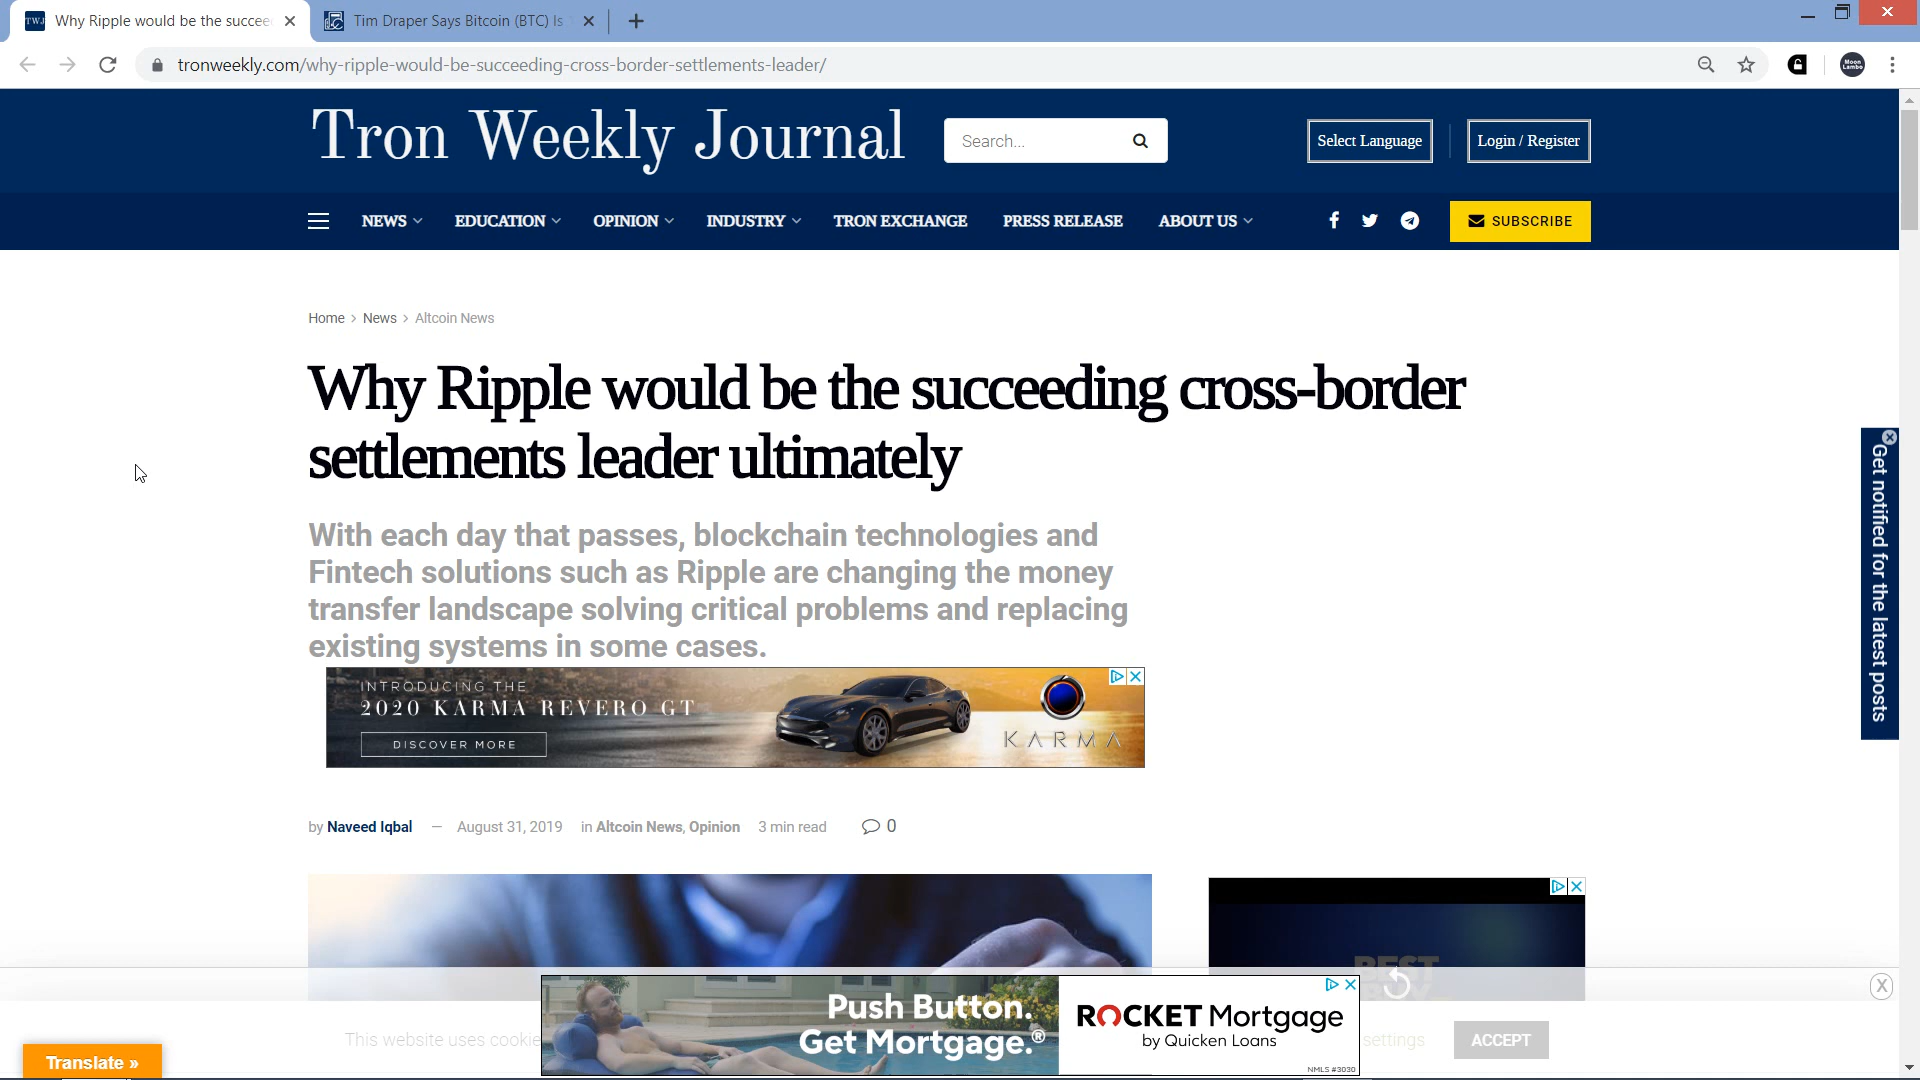 TWJ Why Ripple would be the succee
Tim Draper Says Bitcoin (BTC) Is
tronweekly.com/why-ripple-would-be-succeeding-cross-border-settlements-leader/
Moon Lambo
Tron Weekly Journal
Search...
Select Language
Login / Register
NEWS
EDUCATION
OPINION
INDUSTRY
TRON EXCHANGE
PRESS RELEASE
ABOUT US
SUBSCRIBE
Home > News > Altcoin News
Why Ripple would be the succeeding cross-border
settlements leader ultimately
With each day that passes, blockchain technologies and
Fintech solutions such as Ripple are changing the money
transfer landscape solving critical problems and replacing
existing systems in some cases.
INTRODUCING THE
2020 KARMA REVERO GT
DISCOVER MORE
KARMA
Get notified for the latest posts
by Naveed Iqbal — August 31, 2019 in Altcoin News, Opinion 3 min read 0
BEST
This website uses cookie
Push Button.
Get Mortgage.®
ROCKET Mortgage
by Quicken Loans
NMLS #3030
settings
ACCEPT
Translate »